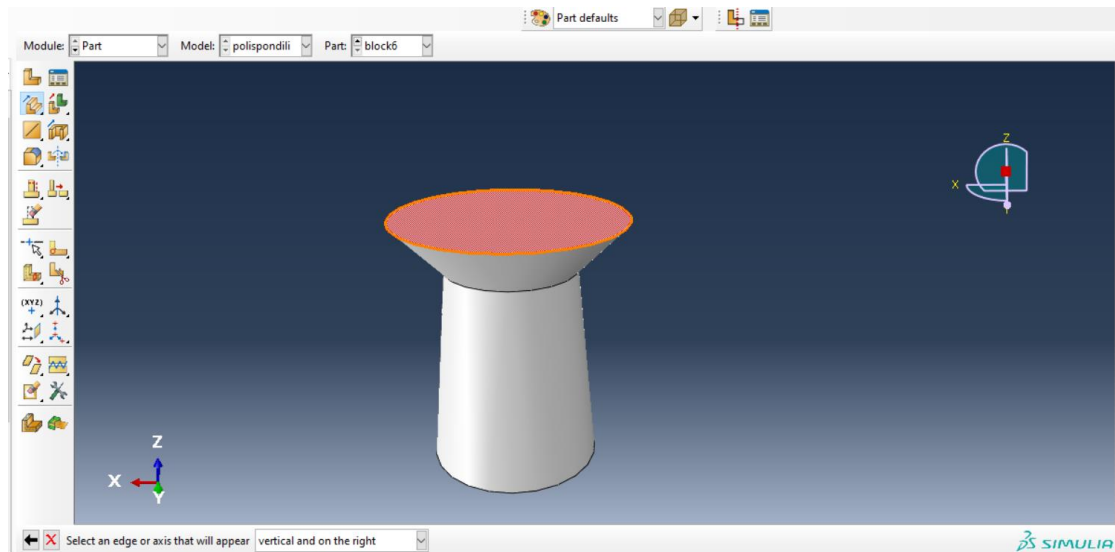 Part defaults
Module: Part Model: polispondili Part: block6
(XYZ)
Z
X
Y
Z
X
Y
Select an edge or axis that will appear vertical and on the right
SIMULIA